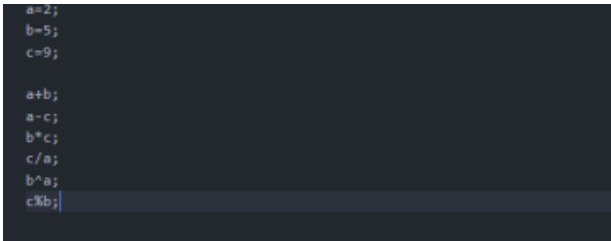 a=2;
b=5;
c=9;
a+b;
a-c;
b*c;
c/a;
b^a;
c%b;